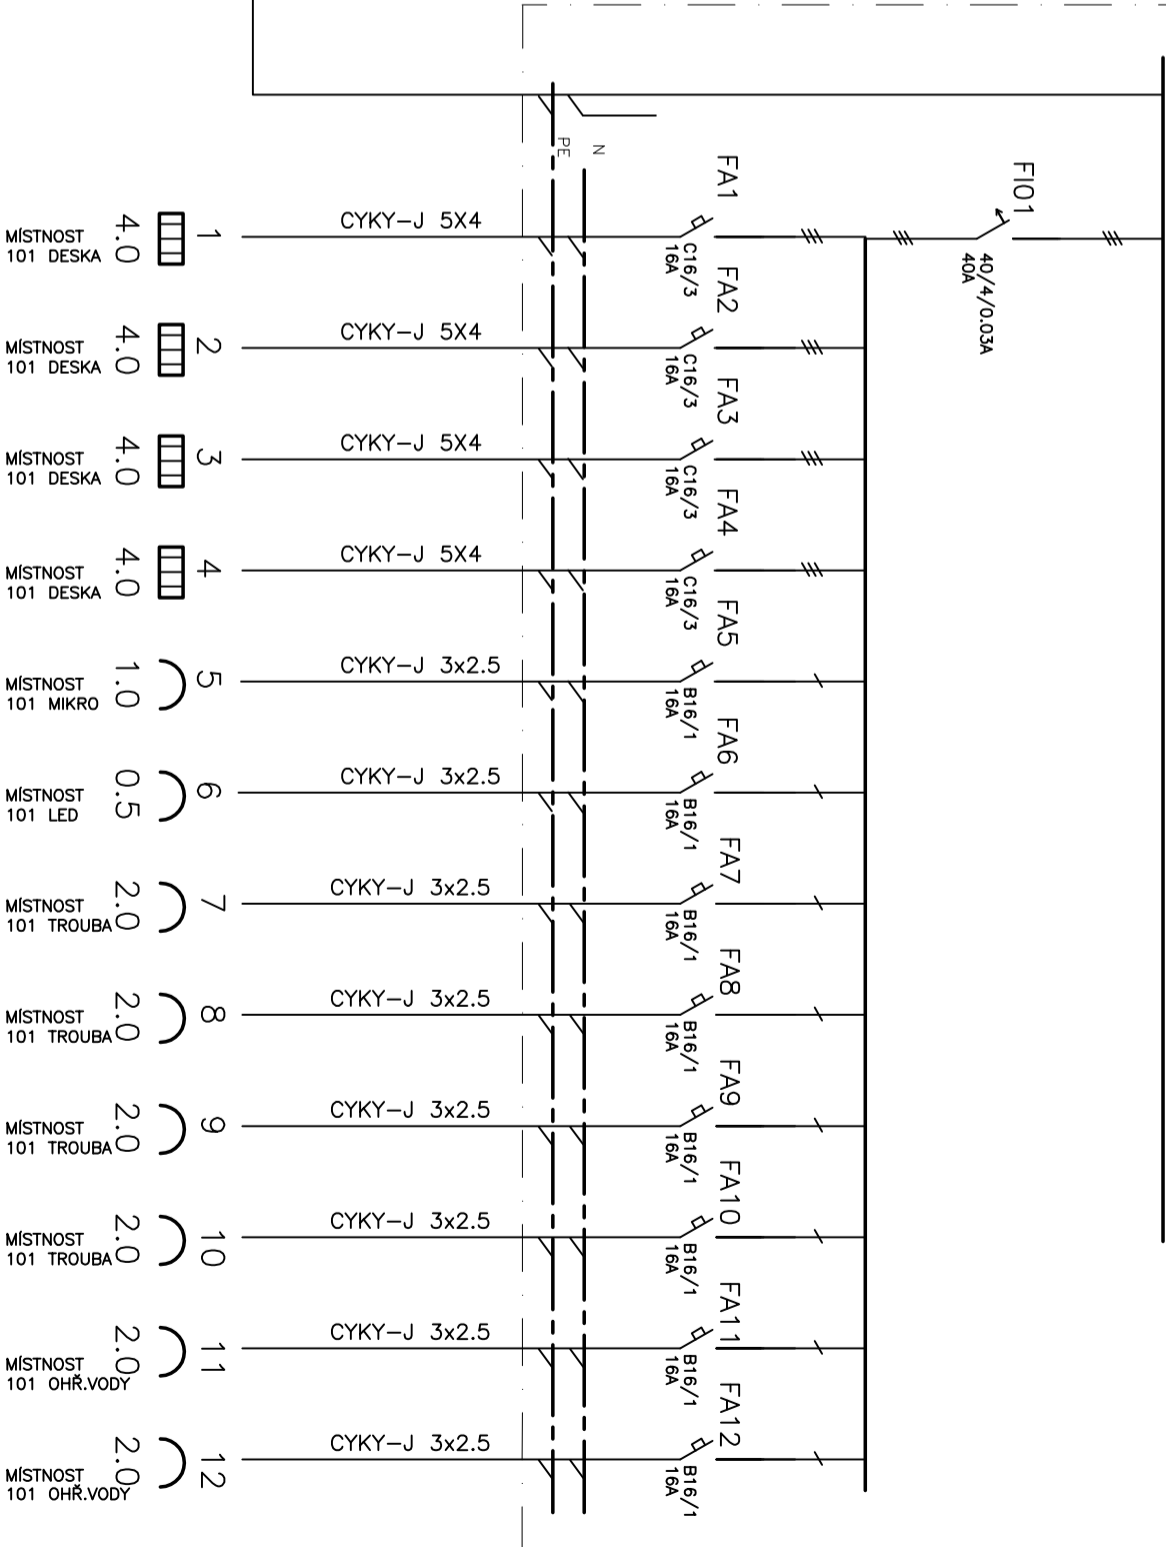 PE
N
FI01
40/4/0.03A
40A
FA1
C16/3
16A
CYKY-J 5X4
1
4.0
MÍSTNOST
101 DESKA
FA2
C16/3
16A
CYKY-J 5X4
2
4.0
MÍSTNOST
101 DESKA
FA3
C16/3
16A
CYKY-J 5X4
3
4.0
MÍSTNOST
101 DESKA
FA4
C16/3
16A
CYKY-J 5X4
4
4.0
MÍSTNOST
101 DESKA
FA5
B16/1
16A
CYKY-J 3x2.5
5
1.0
MÍSTNOST
101 MIKRO
FA6
B16/1
16A
CYKY-J 3x2.5
6
0.5
MÍSTNOST
101 LED
FA7
B16/1
16A
CYKY-J 3x2.5
7
2.0
MÍSTNOST
101 TROUBA
FA8
B16/1
16A
CYKY-J 3x2.5
8
2.0
MÍSTNOST
101 TROUBA
FA9
B16/1
16A
CYKY-J 3x2.5
9
2.0
MÍSTNOST
101 TROUBA
FA10
B16/1
16A
CYKY-J 3x2.5
10
2.0
MÍSTNOST
101 TROUBA
FA11
B16/1
16A
CYKY-J 3x2.5
11
2.0
MÍSTNOST
101 OHŘ.VODY
FA12
B16/1
16A
CYKY-J 3x2.5
12
2.0
MÍSTNOST
101 OHŘ.VODY